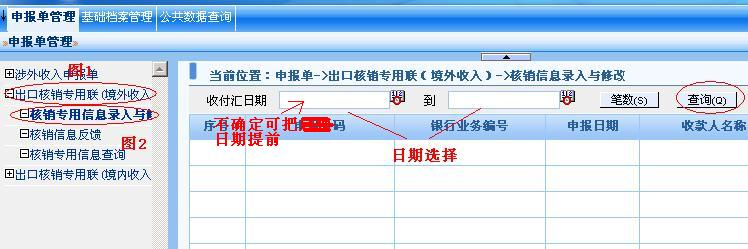 申报单管理 基础档案管理 公共数据查询
申报单管理
图1
涉外收入申报单
出口核销专用联(境外收入
核销专用信息录入与修
图2
核销信息反馈
核销专用信息查询
出口核销专用联(境内收入
当前位置:申报单->出口核销专用联(境外收入)->核销信息录入与修改
收付汇日期 到 笔数(S) 查询(Q)
序 码 银行业务编号 申报日期 收款人名称
不确定可把
日期提前
日期选择